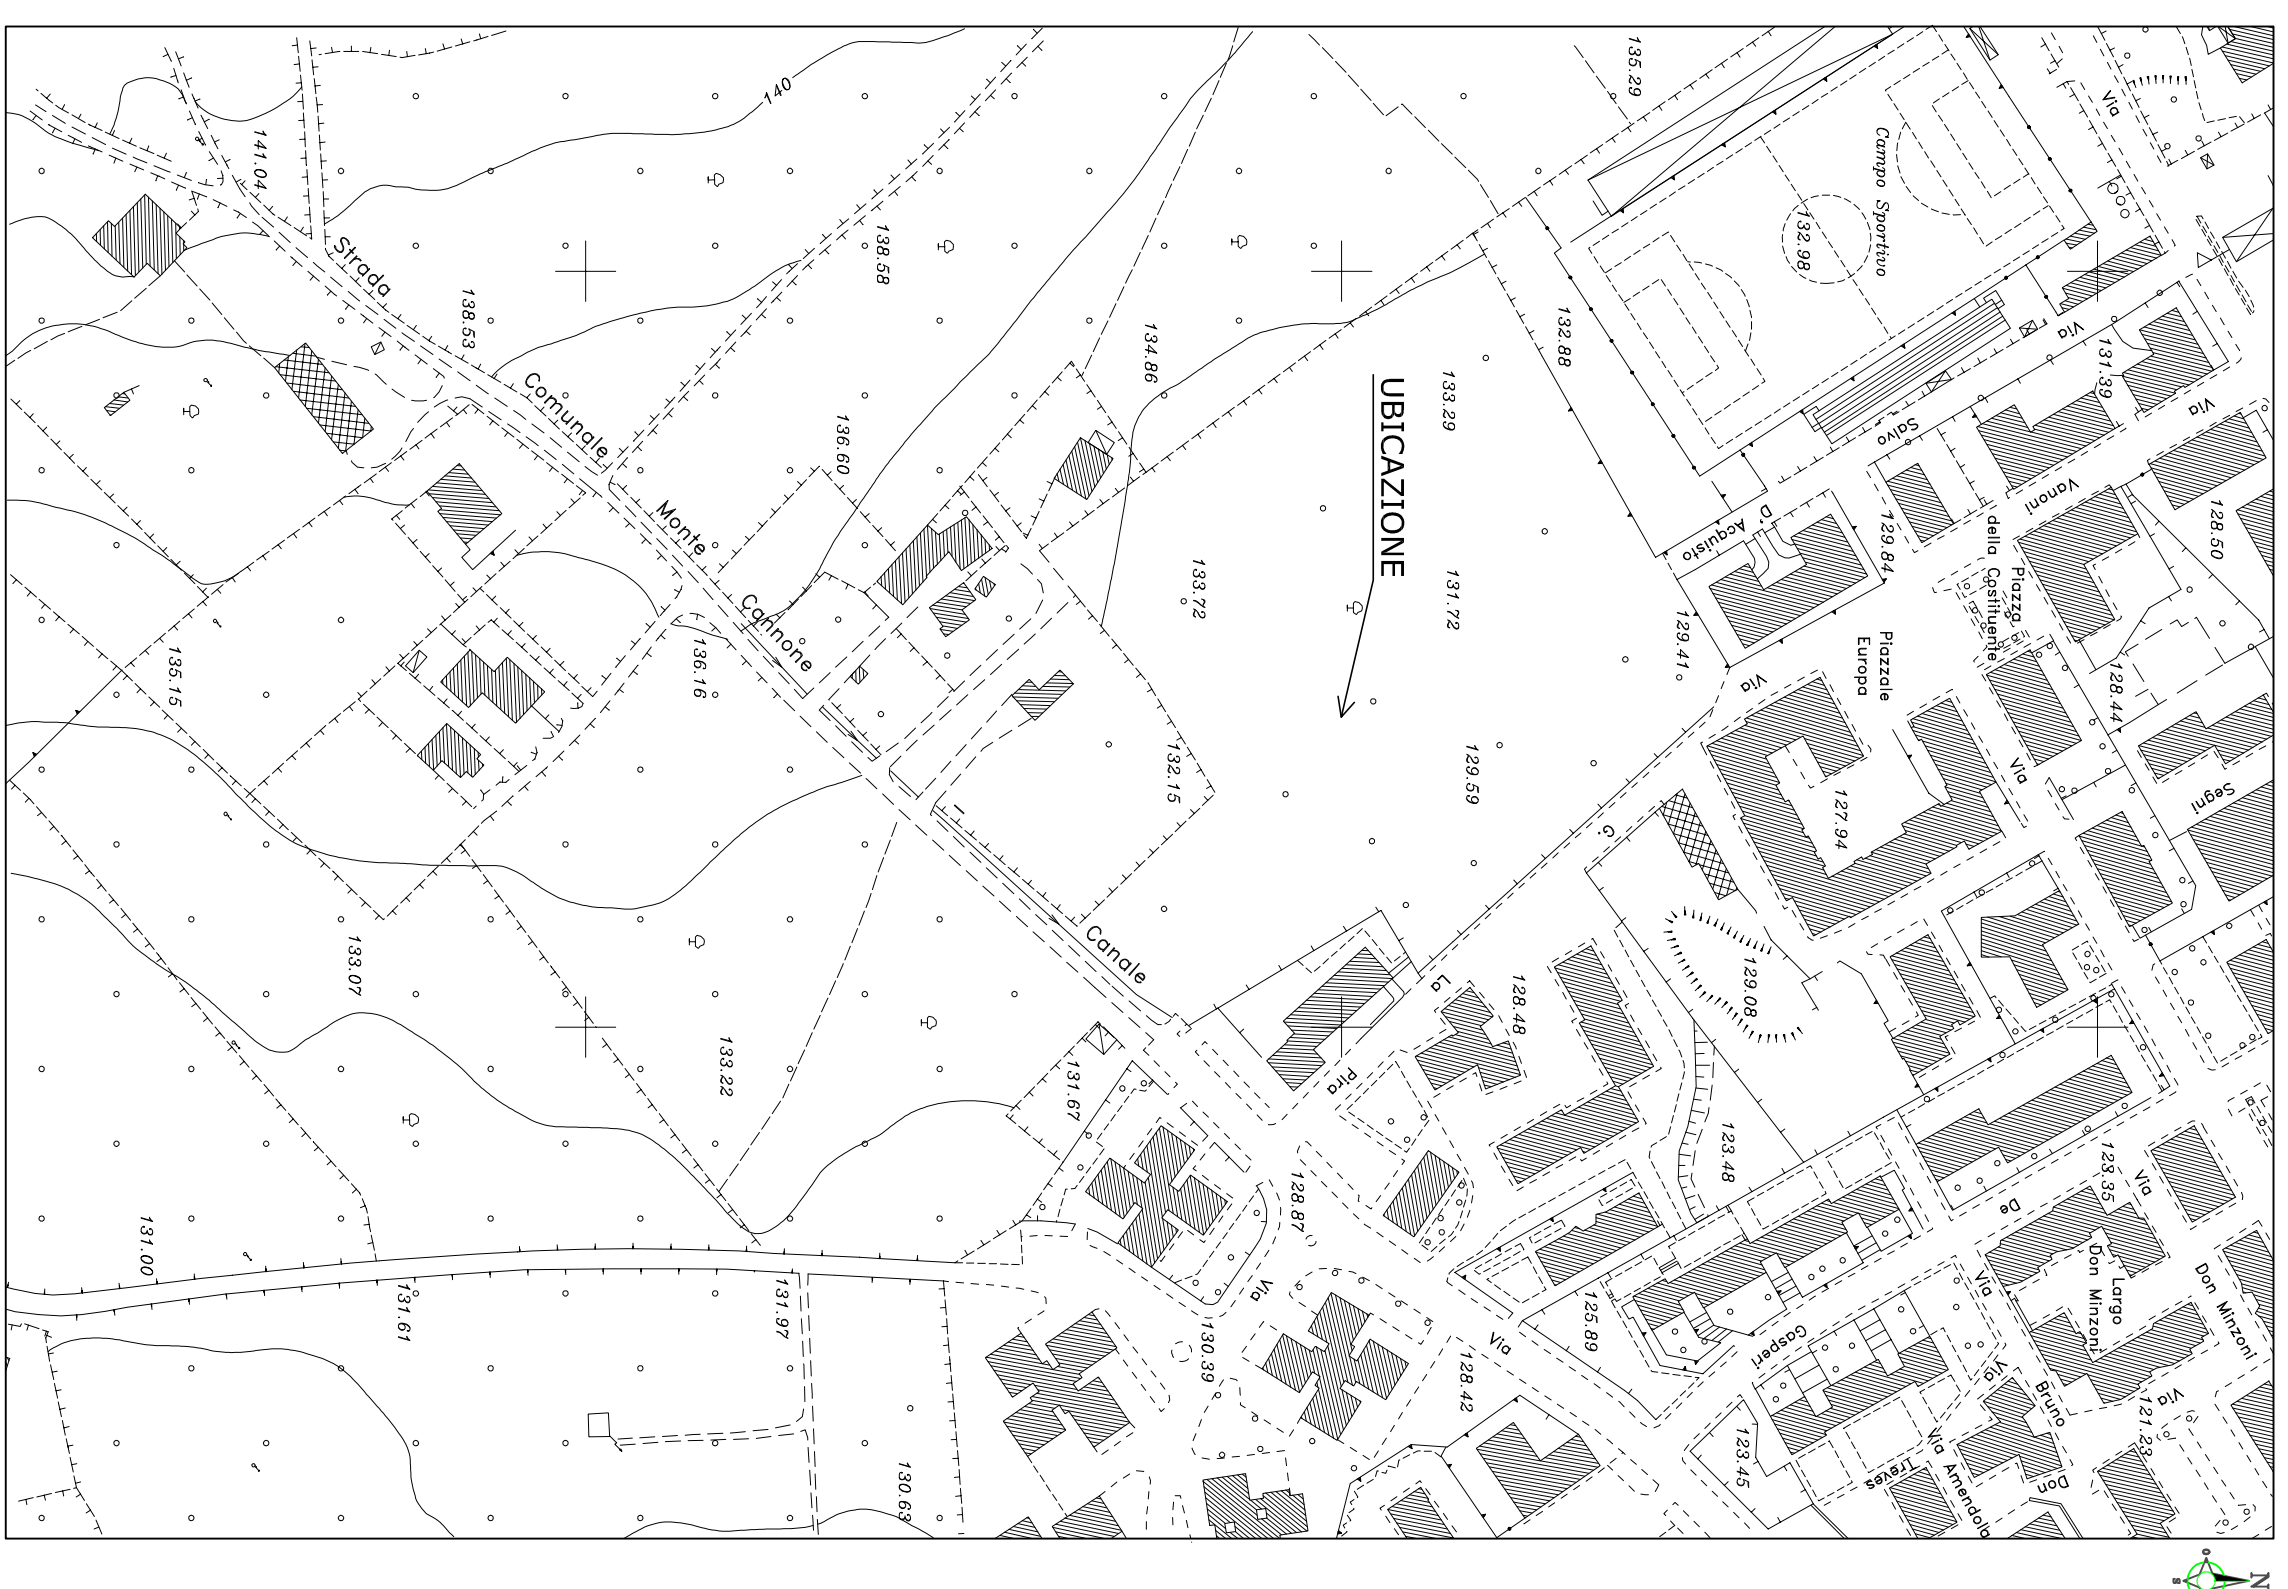 135.29
Via
140
Campo Sportivo
132.98
141.04
Strada
138.58
138.53
134.86
132.88
Via
131.39
Via
Comunale
UBICAZIONE
133.29
136.60
Salvo
Vanoni
128.50
Monte
D' Acquisto
129.84
Piazza
della Costituente
Cannone
133.72
131.72
129.41
Piazzale
Europa
136.16
135.15
Via
128.44
132.15
129.59
Via
127.94
Segni
G.
Canale
133.07
129.08
La
128.48
133.22
131.67
Pira
123.48
123.35
Via
128.87
De
131.00
Via
Via
Largo
Don Minzoni
Don Minzoni
131.61
131.97
130.39
Via
125.89
128.42
Gasperi
Via
Bruno
Via
121.23
123.45
130.63
Treves
Via Amendola
Don
N
O
S